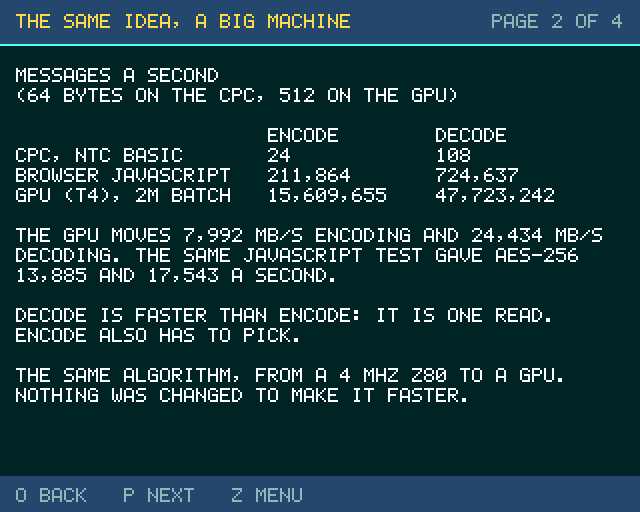 THE SAME IDEA, A BIG MACHINE PAGE 2 OF 4
MESSAGES A SECOND
(64 BYTES ON THE CPC, 512 ON THE GPU)
ENCODE DECODE
CPC, NTC BASIC 24 108
BROWSER JAVASCRIPT 211,864 724,637
GPU (T4), 2M BATCH 15,609,655 47,723,242
THE GPU MOVES 7,992 MB/S ENCODING AND 24,434 MB/S
DECODING. THE SAME JAVASCRIPT TEST GAVE AES-256
13,885 AND 17,543 A SECOND.
DECODE IS FASTER THAN ENCODE: IT IS ONE READ.
ENCODE ALSO HAS TO PICK.
THE SAME ALGORITHM, FROM A 4 MHZ Z80 TO A GPU.
NOTHING WAS CHANGED TO MAKE IT FASTER.
O BACK P NEXT Z MENU